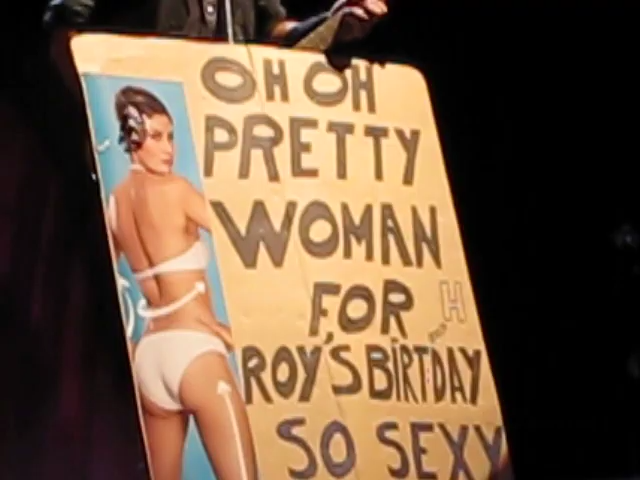 OH OH
PRETTY
WOMAN
FOR
ROY'S BIRTDAY
H
SO SEXY